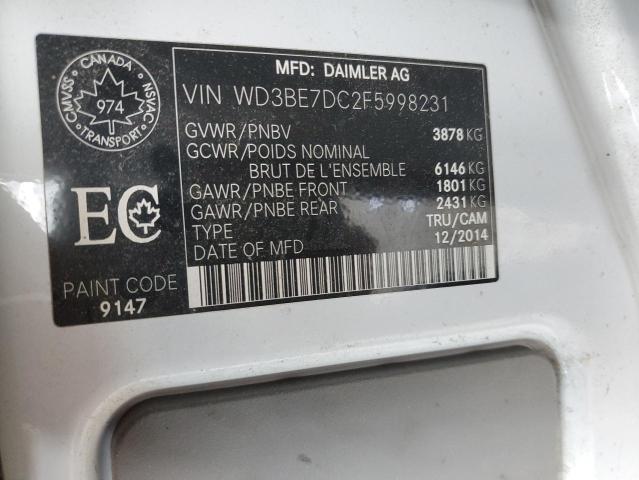 CANADA
CMVSS
974
NSVAC
TRANSPORT
MFD: DAIMLER AG
VIN WD3BE7DC2F5998231
GVWR/PNBV 3878 KG
GCWR/POIDS NOMINAL
BRUT DE L'ENSEMBLE 6146 KG
GAWR/PNBE FRONT 1801 KG
GAWR/PNBE REAR 2431 KG
TYPE TRU/CAM
DATE OF MFD 12/2014
EC
PAINT CODE
9147